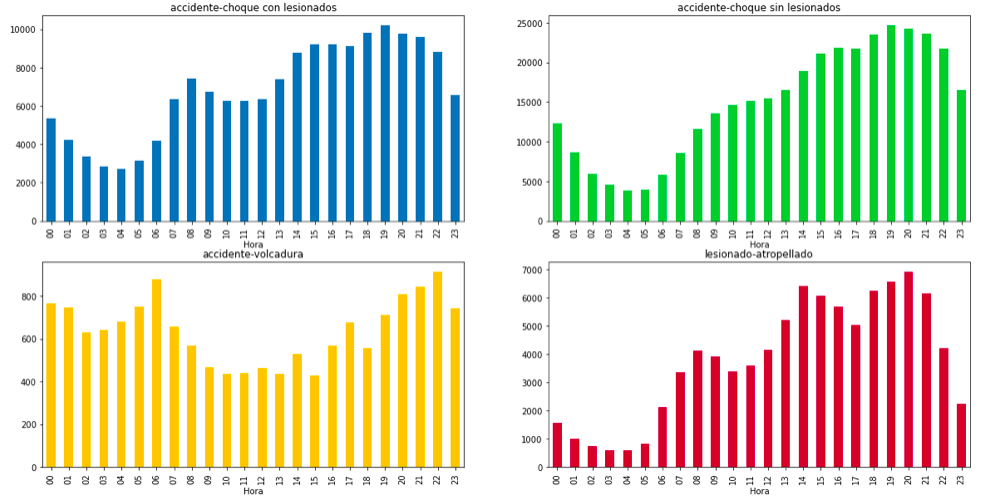 accidente-choque con lesionados
10000
8000
6000
4000
2000
0
00 01 02 03 04 05 06 07 08 09 10 11 12 13 14 15 16 17 18 19 20 21 22 23
Hora
accidente-choque sin lesionados
25000
20000
15000
10000
5000
0
00 01 02 03 04 05 06 07 08 09 10 11 12 13 14 15 16 17 18 19 20 21 22 23
Hora
accidente-volcadura
800
600
400
200
0
00 01 02 03 04 05 06 07 08 09 10 11 12 13 14 15 16 17 18 19 20 21 22 23
Hora
lesionado-atropellado
7000
6000
5000
4000
3000
2000
1000
0
00 01 02 03 04 05 06 07 08 09 10 11 12 13 14 15 16 17 18 19 20 21 22 23
Hora